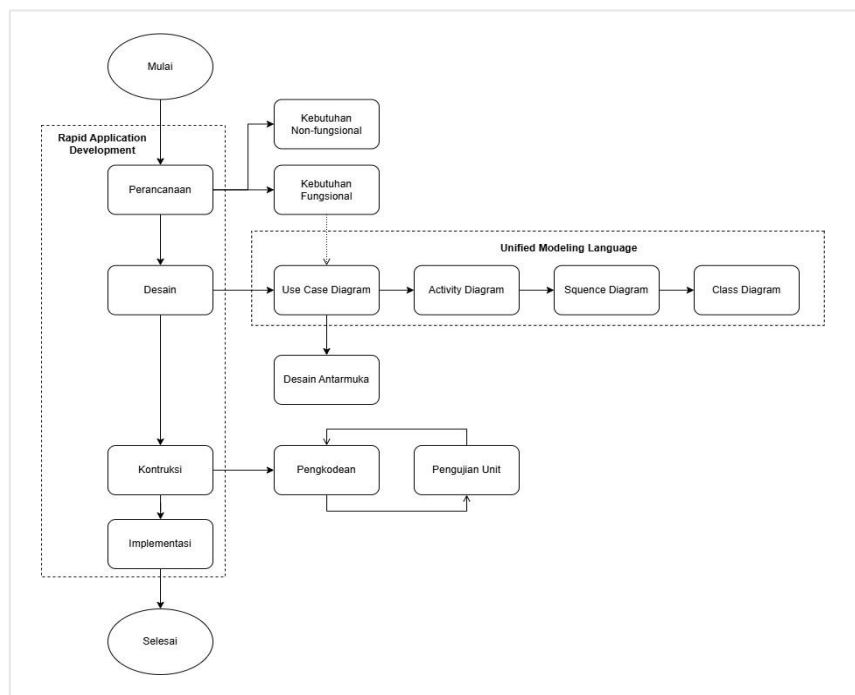 Mulai
Rapid Application
Development
Kebutuhan
Non-fungsional
Perancanaan
Kebutuhan
Fungsional
Unified Modeling Language
Desain
Use Case Diagram
Activity Diagram
Squence Diagram
Class Diagram
Desain Antarmuka
Kontruksi
Pengkodean
Pengujian Unit
Implementasi
Selesai